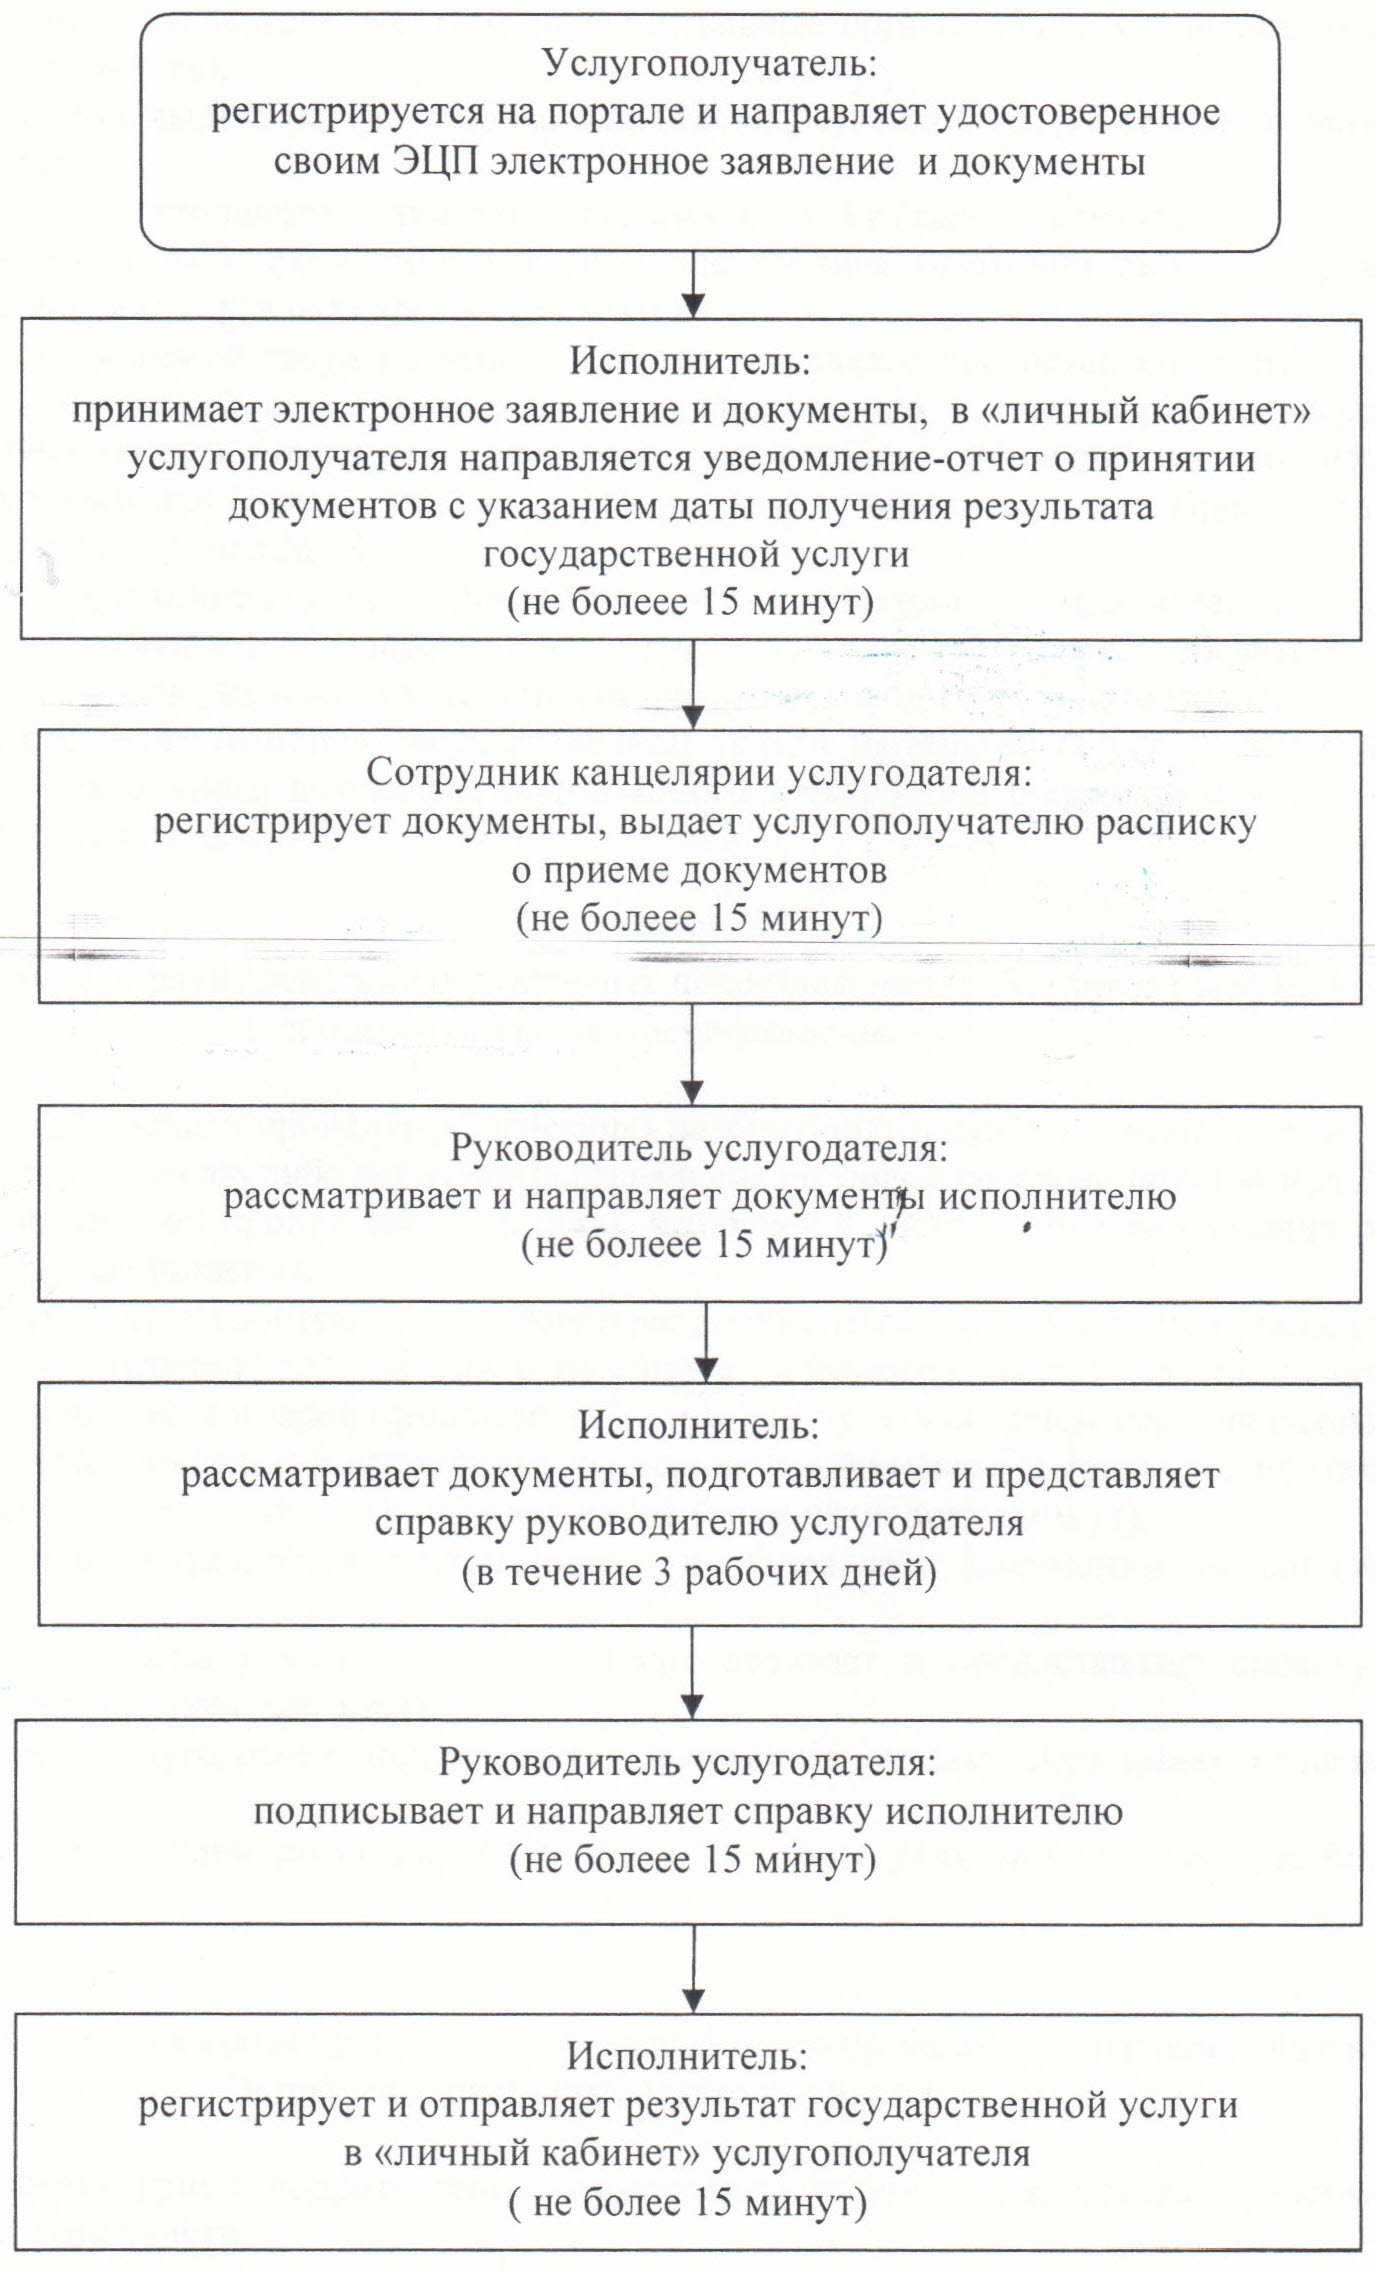 Услугополучатель:
регистрируется на портале и направляет удостоверенное
своим ЭЦП электронное заявление и документы
Исполнитель:
принимает электронное заявление и документы, в «личный кабинет»
услугополучателя направляется уведомление-отчет о принятии
документов с указанием даты получения результата
государственной услуги
(не болеее 15 минут)
Сотрудник канцелярии услугодателя:
регистрирует документы, выдает услугополучателю расписку
о приеме документов
(не болеее 15 минут)
Руководитель услугодателя:
рассматривает и направляет документы исполнителю
(не болеее 15 минут)
Исполнитель:
рассматривает документы, подготавливает и представляет
справку руководителю услугодателя
(в течение 3 рабочих дней)
Руководитель услугодателя:
подписывает и направляет справку исполнителю
(не болеее 15 минут)
Исполнитель:
регистрирует и отправляет результат государственной услуги
в «личный кабинет» услугополучателя
( не более 15 минут)